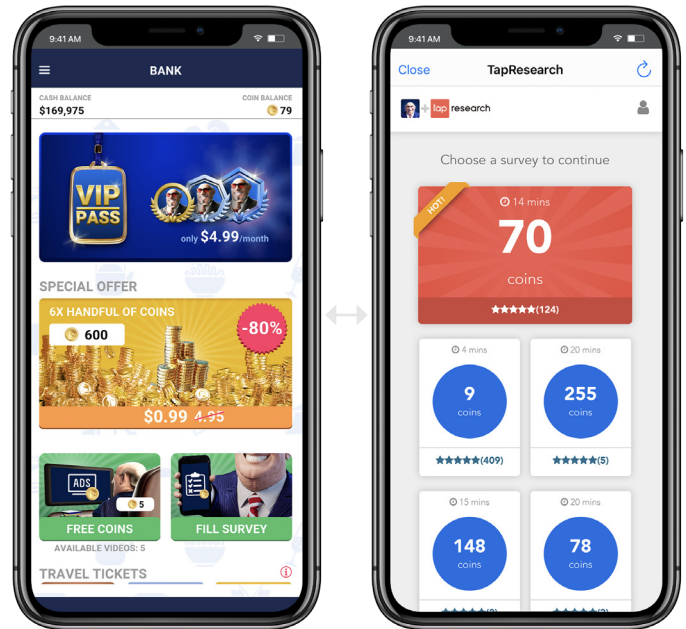 9:41 AM
BANK
CASH BALANCE
COIN BALANCE
$169,975
79
VIP
PASS
only $4.99/month
SPECIAL OFFER
6X HANDFUL OF COINS
600
-80%
$0.99 4.95
ADS
5
FREE COINS
FILL SURVEY
AVAILABLE VIDEOS: 5
TRAVEL TICKETS
9:41 AM
Close
TapResearch
+ tap research
Choose a survey to continue
HOT!
14 mins
70
coins
★★★★★(124)
4 mins
20 mins
9
coins
255
coins
★★★★★(409)
★★★★★(5)
15 mins
20 mins
148
coins
78
coins